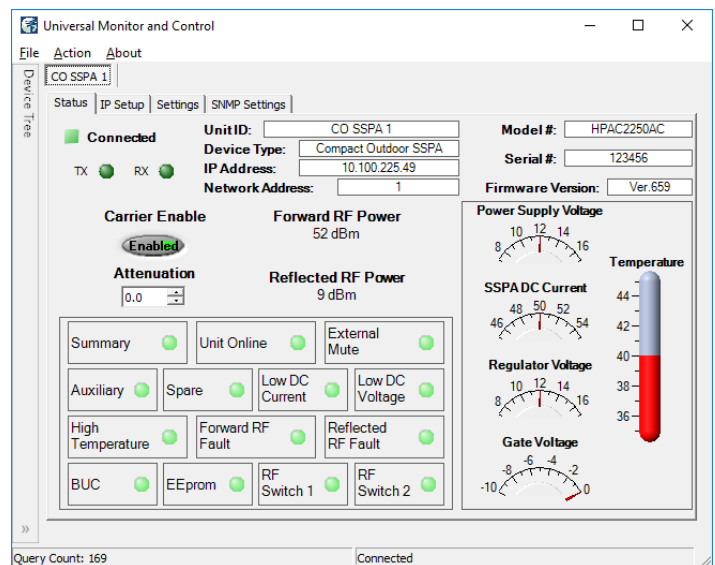 Universal Monitor and Control
File Action About
Device Tree
CO SSPA 1
Status IP Setup Settings SNMP Settings
Connected
TX RX
Unit ID: CO SSPA 1
Device Type: Compact Outdoor SSPA
IP Address: 10.100.225.49
Network Address: 1
Model #: HPAC2250AC
Serial #: 123456
Firmware Version: Ver.659
Carrier Enable
Enabled
Attenuation
0.0
Forward RF Power
52 dBm
Reflected RF Power
9 dBm
Summary
Unit Online
External
Mute
Auxiliary
Spare
Low DC
Current
Low DC
Voltage
High
Temperature
Forward RF
Fault
Reflected
RF Fault
BUC
EEprom
RF
Switch 1
RF
Switch 2
Power Supply Voltage
8 10 12 14 16
SSPA DC Current
46 48 50 52 54
Regulator Voltage
8 10 12 14 16
Gate Voltage
-10 -8 -6 -4 -2 0
Temperature
44
42
40
38
36
»
Query Count: 169
Connected